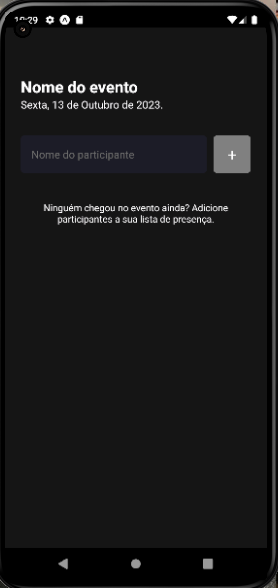 10:29
Nome do evento
Sexta, 13 de Outubro de 2023.
Nome do participante
+
Ninguém chegou no evento ainda? Adicione
participantes a sua lista de presença.